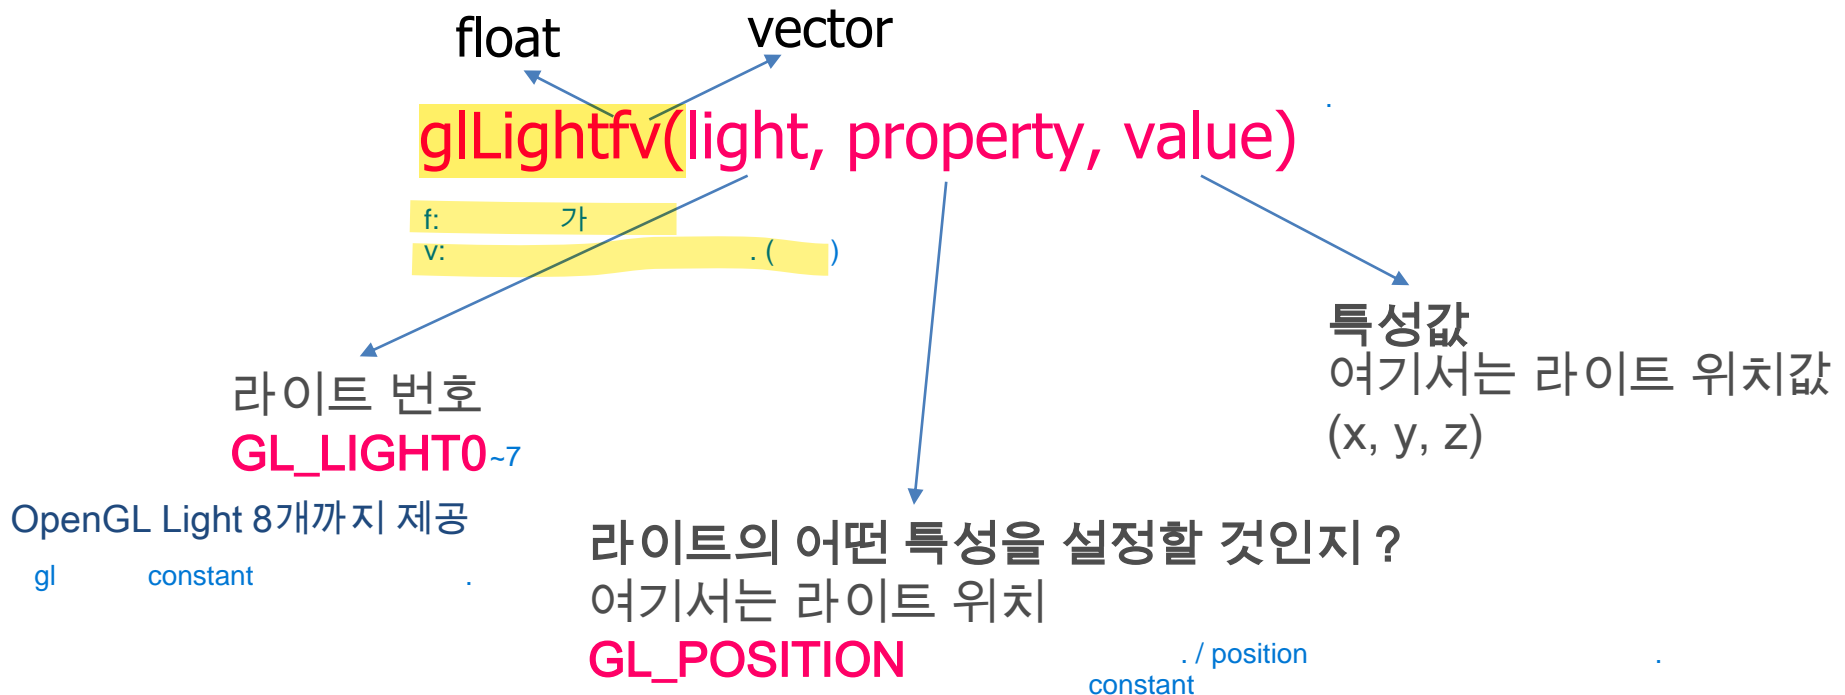 float
vector
.
glLightfv(light, property, value)
f: 가
v: . ( )
특성값
여기서는 라이트 위치값
(x, y, z)
라이트 번호
GL_LIGHT0~7
OpenGL Light 8개까지 제공
gl constant .
라이트의 어떤 특성을 설정할 것인지 ?
여기서는 라이트 위치
GL_POSITION
. / position .
constant